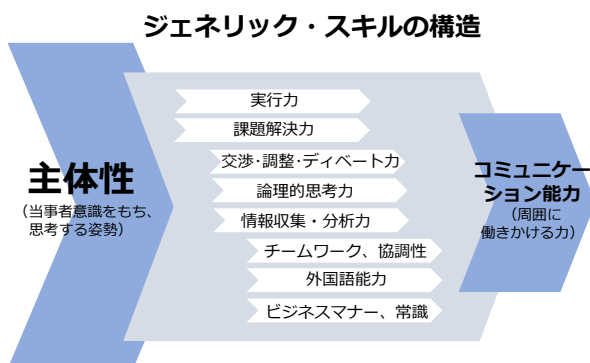 ジェネリック・スキルの構造
主体性
（当事者意識をもち、
思考する姿勢）
実行力
課題解決力
交渉･調整･ディベート力
論理的思考力
情報収集・分析力
チームワーク、協調性
外国語能力
ビジネスマナー、常識
コミュニケー
ション能力
（周囲に
働きかける力）